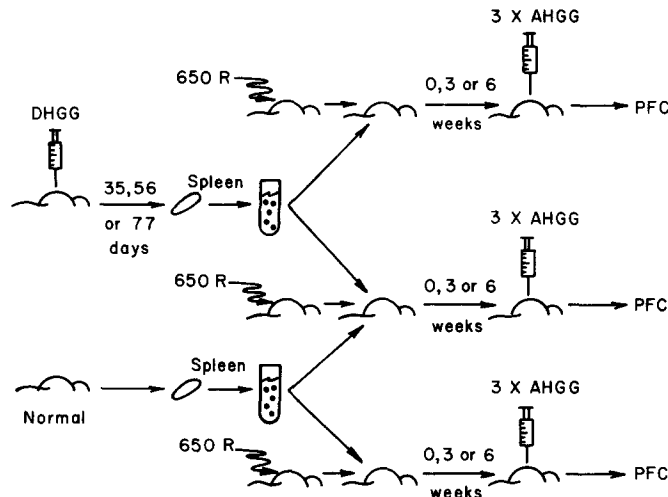 3 X AHGG
650 R
0,3 or 6
weeks
PFC
DHGG
35,56
or 77
days
Spleen
3 X AHGG
650 R
0,3 or 6
weeks
PFC
Normal
Spleen
3 X AHGG
650 R
0,3 or 6
weeks
PFC